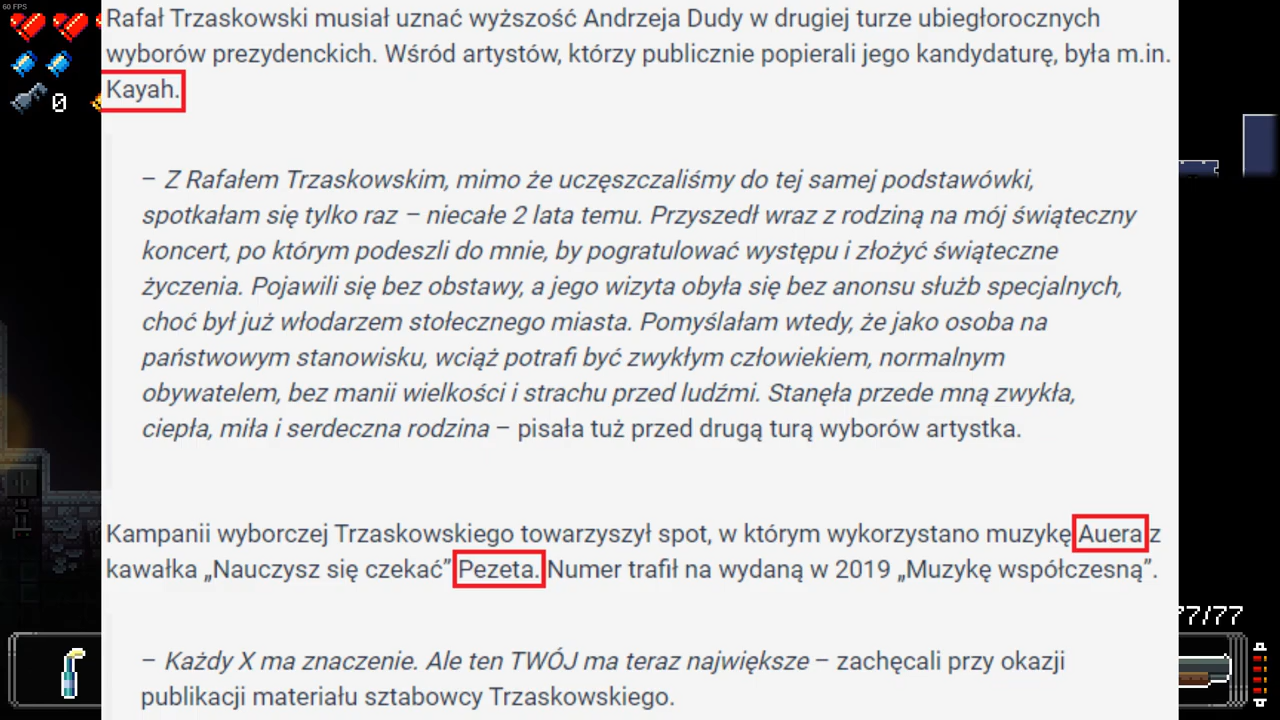 60 FPS
Rafał Trzaskowski musiał uznać wyższość Andrzeja Dudy w drugiej turze ubiegłorocznych
wyborów prezydenckich. Wśród artystów, którzy publicznie popierali jego kandydaturę, była m.in.
Kayah.
0
– Z Rafałem Trzaskowskim, mimo że uczęszczaliśmy do tej samej podstawówki,
spotkałam się tylko raz – niecałe 2 lata temu. Przyszedł wraz z rodziną na mój świąteczny
koncert, po którym podeszli do mnie, by pogratulować występu i złożyć świąteczne
życzenia. Pojawili się bez obstawy, a jego wizyta obyła się bez anonsu służb specjalnych,
choć był już włodarzem stołecznego miasta. Pomyślałam wtedy, że jako osoba na
państwowym stanowisku, wciąż potrafi być zwykłym człowiekiem, normalnym
obywatelem, bez manii wielkości i strachu przed ludźmi. Stanęła przede mną zwykła,
ciepła, miła i serdeczna rodzina – pisała tuż przed drugą turą wyborów artystka.
Kampanii wyborczej Trzaskowskiego towarzyszył spot, w którym wykorzystano muzykę Auera z
kawałka „Nauczysz się czekać” Pezeta. Numer trafił na wydaną w 2019 „Muzykę współczesną”.
77/77
– Każdy X ma znaczenie. Ale ten TWÓJ ma teraz największe – zachęcali przy okazji
publikacji materiału sztabowcy Trzaskowskiego.